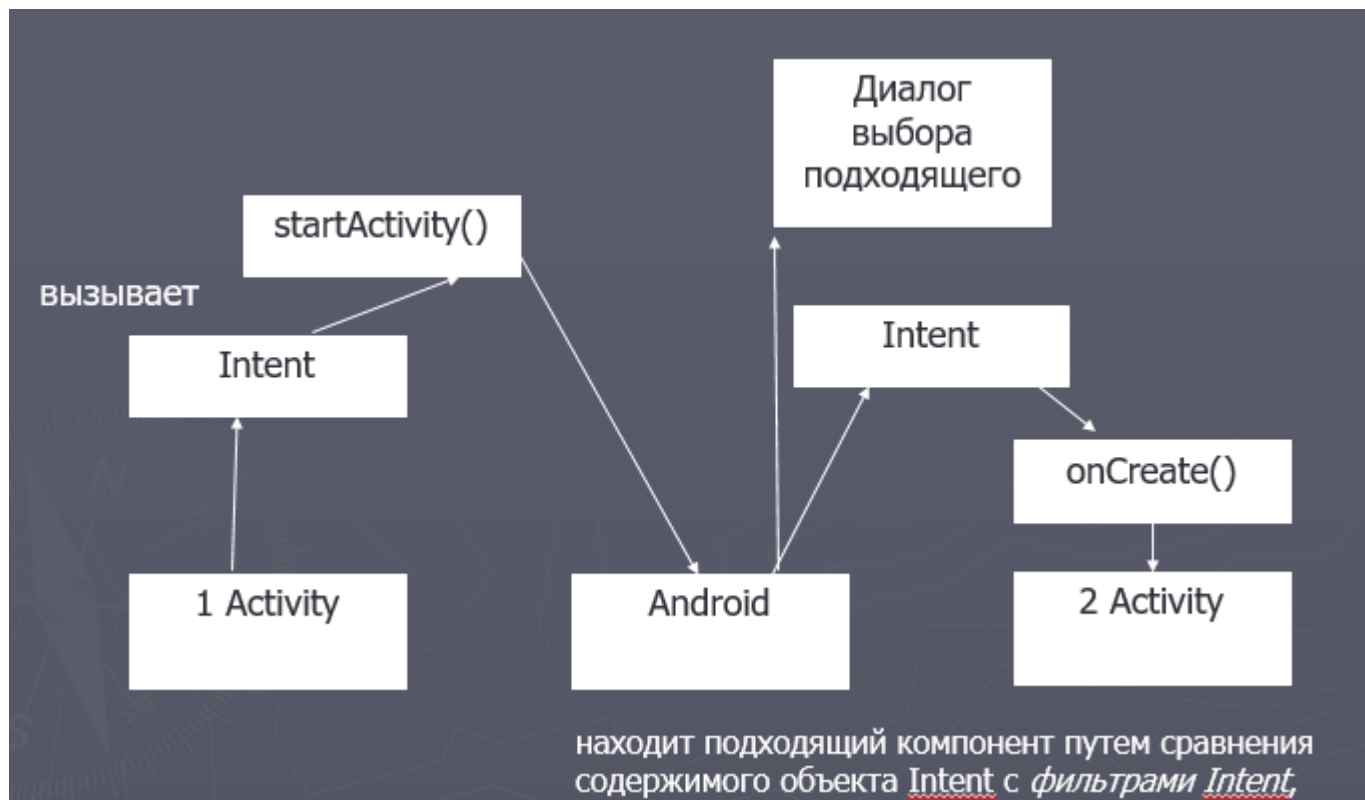 Диалог
выбора
подходящего
startActivity()
вызывает
Intent
Intent
onCreate()
1 Activity
Android
2 Activity
находит подходящий компонент путем сравнения
содержимого объекта Intent с фильтрами Intent,